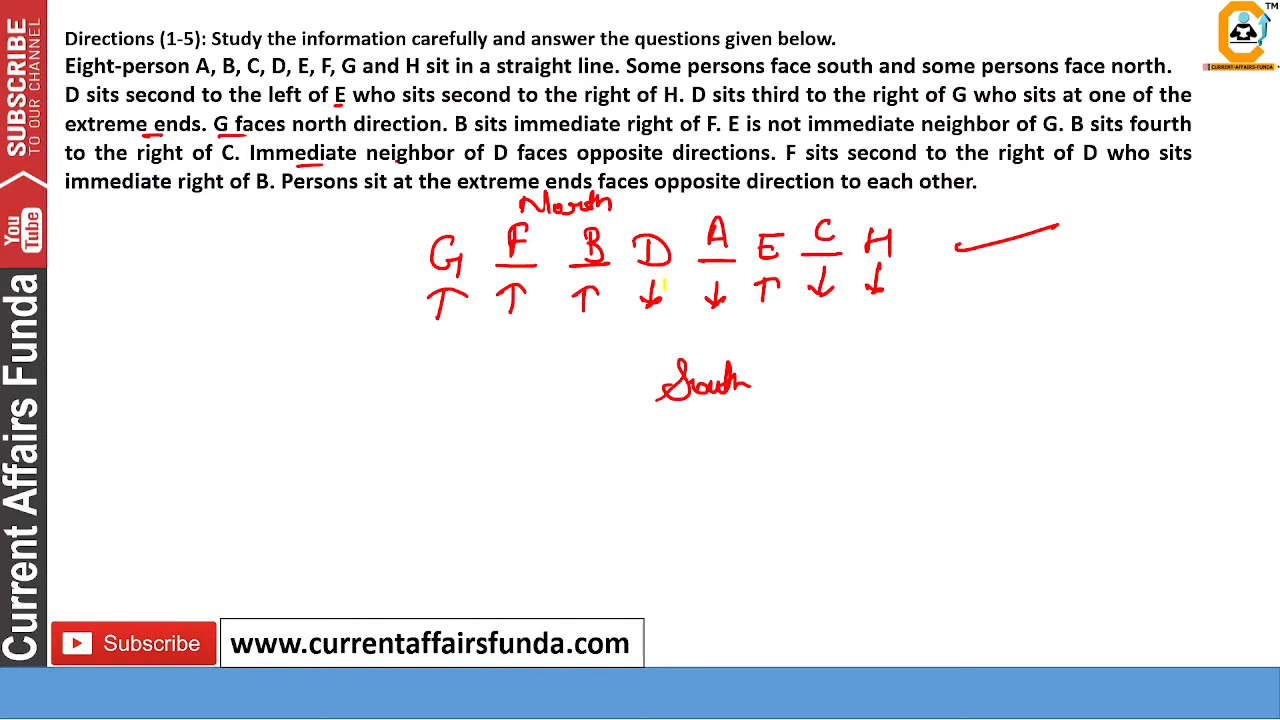 Directions (1-5): Study the information carefully and answer the questions given below.
Eight-person A, B, C, D, E, F, G and H sit in a straight line. Some persons face south and some persons face north.
D sits second to the left of E who sits second to the right of H. D sits third to the right of G who sits at one of the
extreme ends. G faces north direction. B sits immediate right of F. E is not immediate neighbor of G. B sits fourth
to the right of C. Immediate neighbor of D faces opposite directions. F sits second to the right of D who sits
immediate right of B. Persons sit at the extreme ends faces opposite direction to each other.
North
G F B D A E C H
↑ ↑ ↑ ↓ ↓ ↑ ↓ ↓
South
SUBSCRIBE
TO OUR CHANNEL
You Tube
Current Affairs Funda
TM
CURRENT-AFFAIRS-FUNDA
Subscribe
www.currentaffairsfunda.com